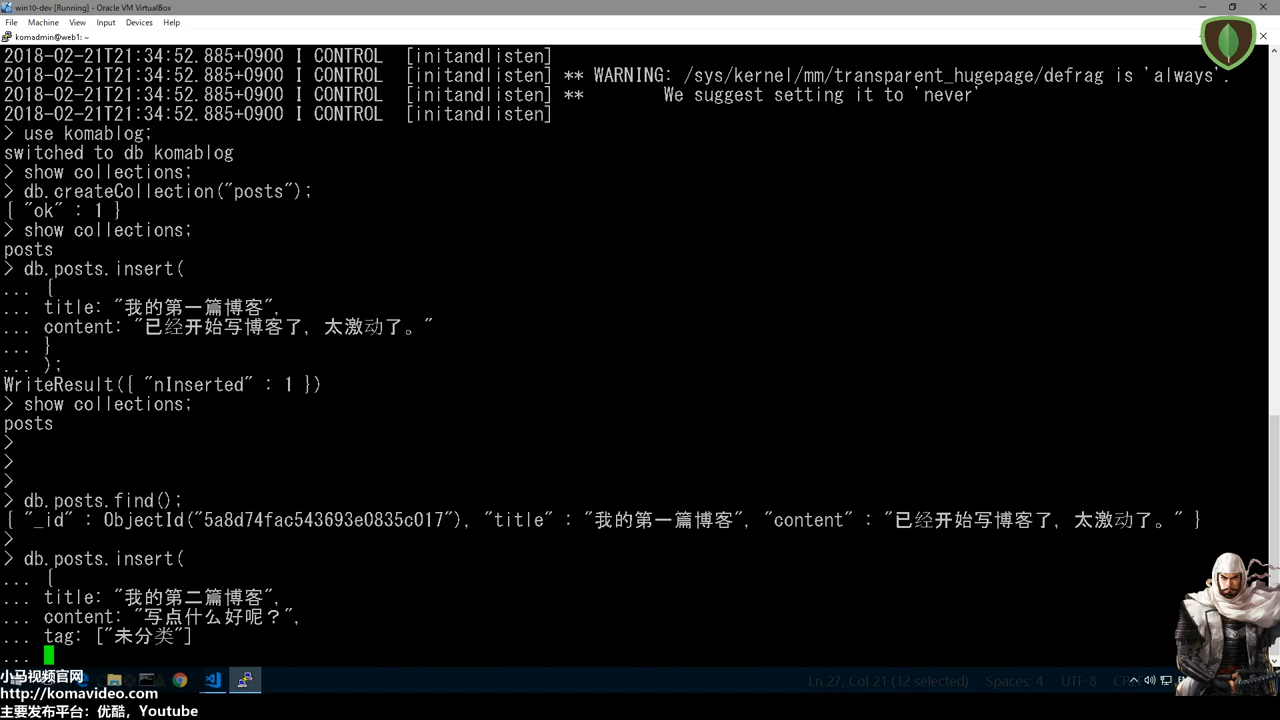 win10-dev [Running] - Oracle VM VirtualBox
File Machine View Input Devices Help
komadmin@web1: ~
2018-02-21T21:34:52.885+0900 I CONTROL [initandlisten]
2018-02-21T21:34:52.885+0900 I CONTROL [initandlisten] ** WARNING: /sys/kernel/mm/transparent_hugepage/defrag is 'always'.
2018-02-21T21:34:52.885+0900 I CONTROL [initandlisten] ** We suggest setting it to 'never'
2018-02-21T21:34:52.885+0900 I CONTROL [initandlisten]
> use komablog;
switched to db komablog
> show collections;
> db.createCollection("posts");
{ "ok" : 1 }
> show collections;
posts
> db.posts.insert(
... {
... title: "我的第一篇博客",
... content: "已经开始写博客了, 太激动了。"
... }
... );
WriteResult({ "nInserted" : 1 })
> show collections;
posts
>
>
>
> db.posts.find();
{ "_id" : ObjectId("5a8d74fac543693e0835c017"), "title" : "我的第一篇博客", "content" : "已经开始写博客了, 太激动了。" }
>
> db.posts.insert(
... {
... title: "我的第二篇博客",
... content: "写点什么好呢？",
... tag: ["未分类"]
...
小马视频官网
http://komavideo.com
主要发布平台：优酷，Youtube
Ln 27, Col 21 (12 selected) Spaces: 4 UTF-8